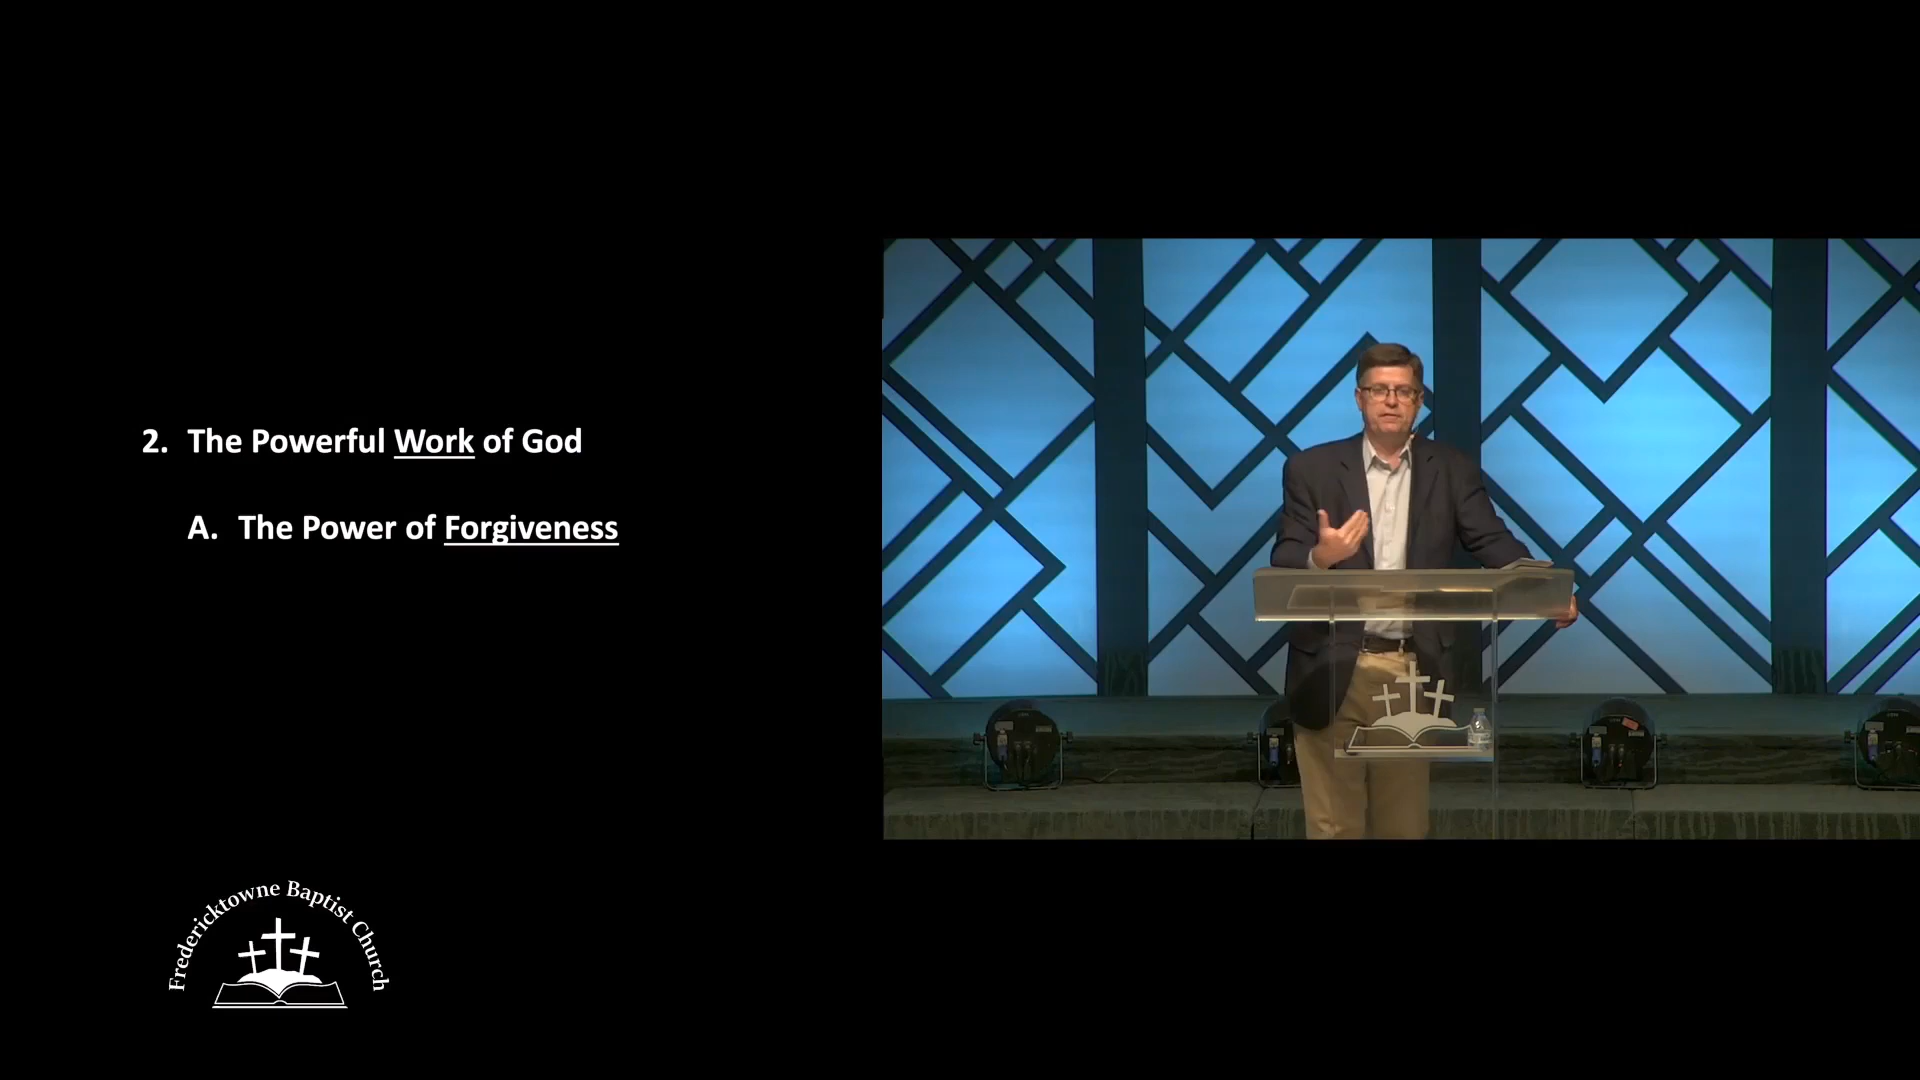 2. The Powerful Work of God
A. The Power of Forgiveness
Fredericktowne Baptist Church